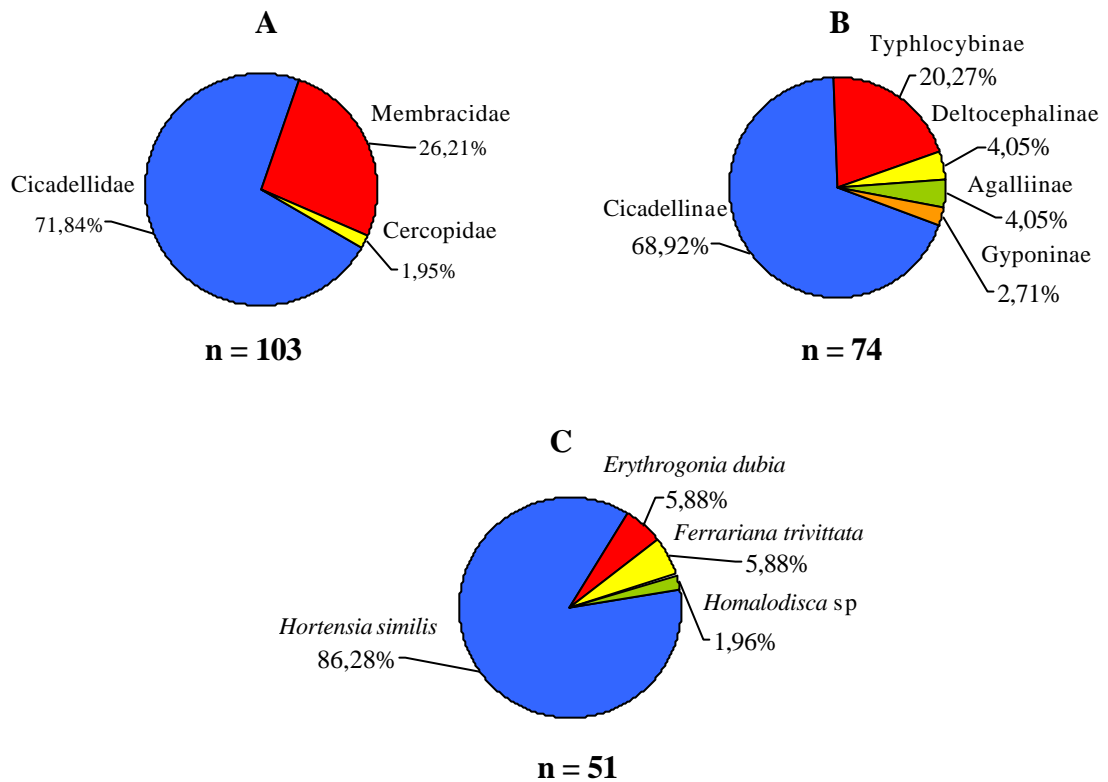 A
Membracidae
26,21%
Cicadellidae
71,84%
Cercopidae
1,95%
n = 103
B
Typhlocybinae
20,27%
Deltocephalinae
4,05%
Agalliinae
4,05%
Cicadellinae
68,92%
Gyponinae
2,71%
n = 74
C
Erythrogonia dubia
5,88%
Ferrariana trivittata
5,88%
Homalodisca sp
1,96%
Hortensia similis
86,28%
n = 51